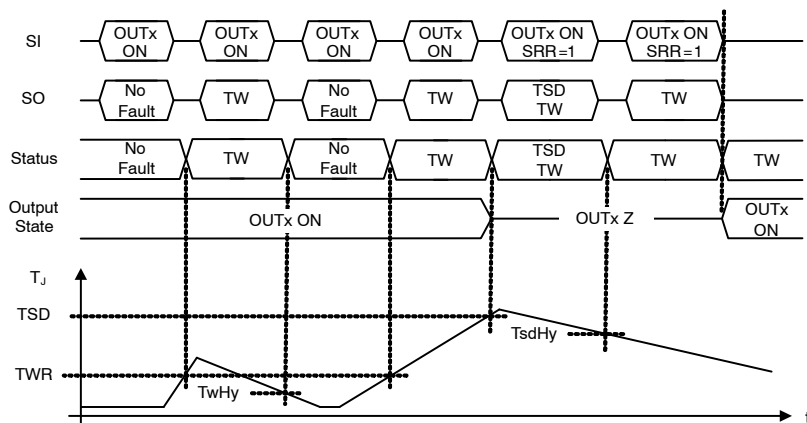 SI
OUTx
ON
OUTx
ON
OUTx
ON
OUTx
ON
OUTx ON
SRR=1
OUTx ON
SRR=1
SO
No
Fault
TW
No
Fault
TW
TSD
TW
TW
Status
No
Fault
TW
No
Fault
TW
TSD
TW
TW
TW
Output
State
OUTx ON
OUTx Z
OUTx
ON
TJ
TSD
TsdHy
TWR
TwHy
t